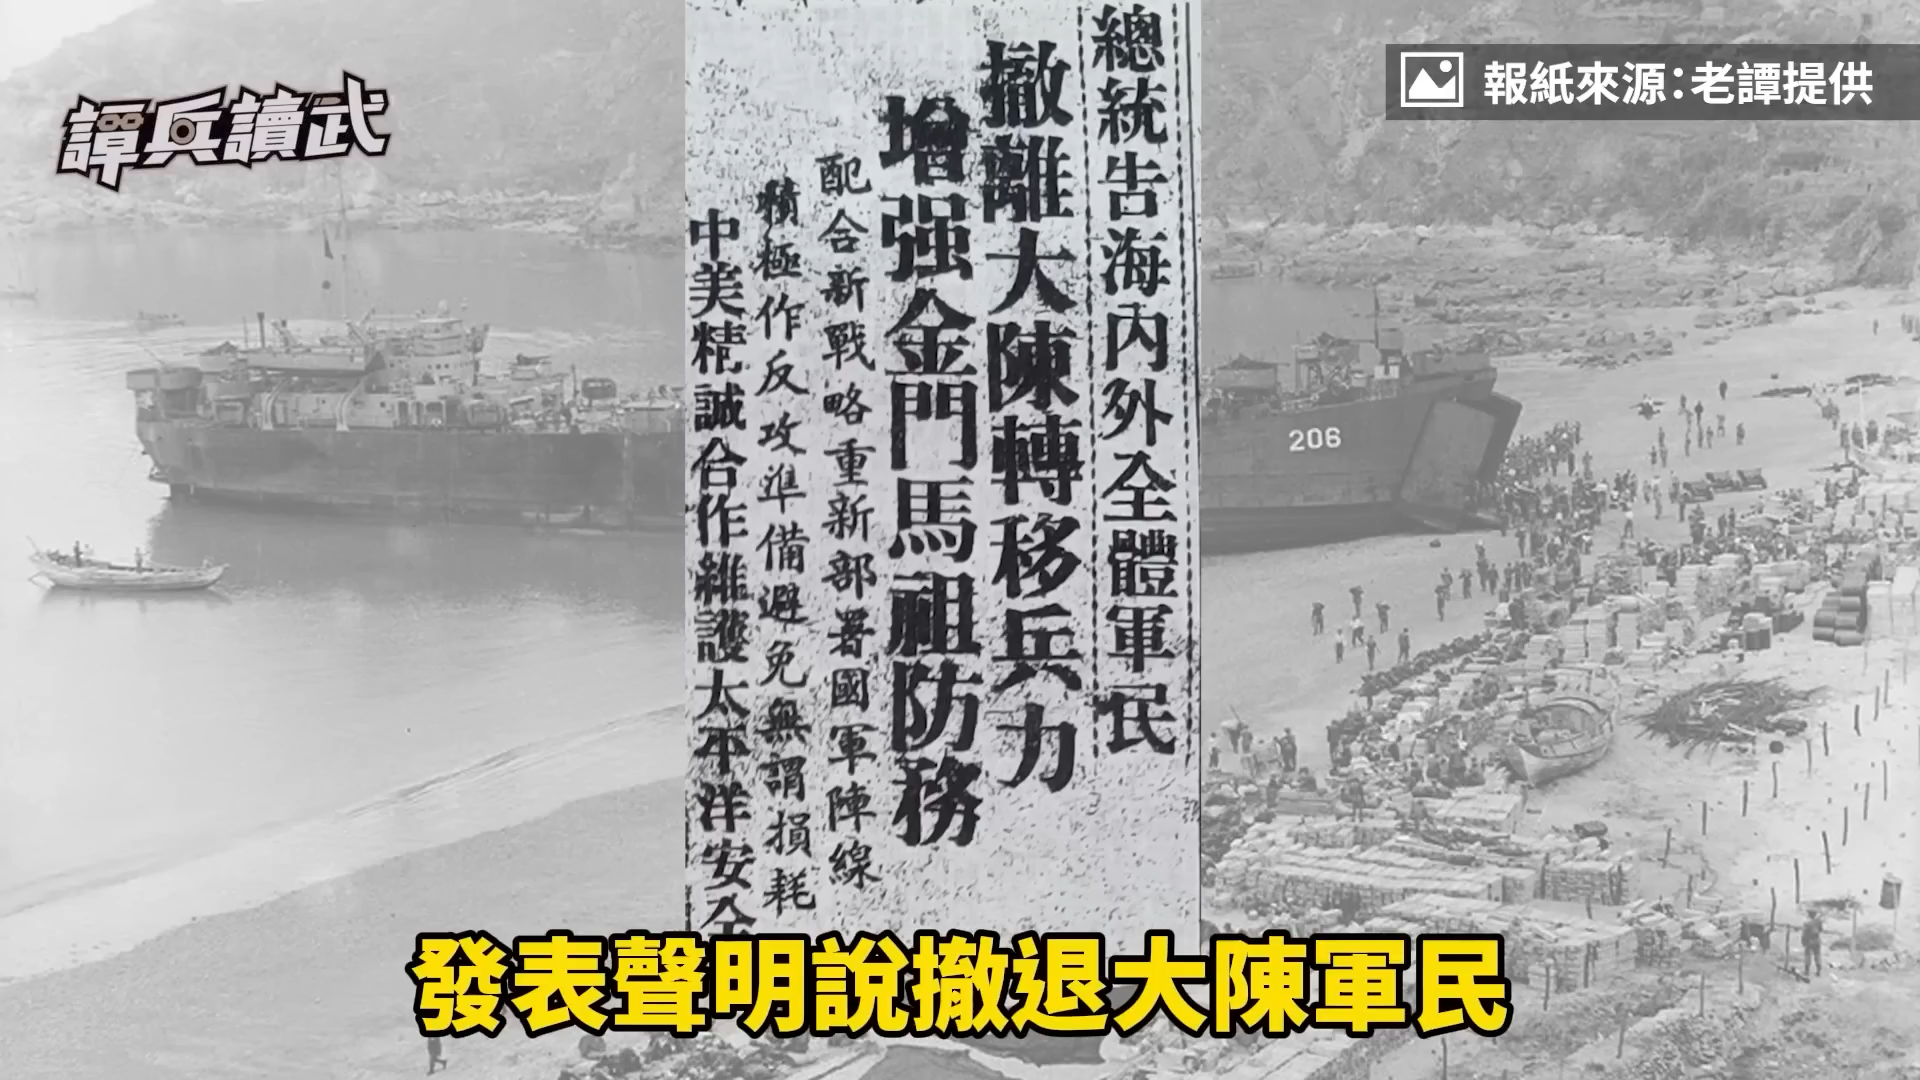 譚兵讀武
報紙來源：老譚提供
總統告海內外全體軍民
撤離大陳轉移兵力
增强金門馬祖防務
配合新戰略重新部署國軍陣線
積極作反攻準備避免無謂損耗
中美精誠合作維護太平洋安全
206
發表聲明說撤退大陳軍民